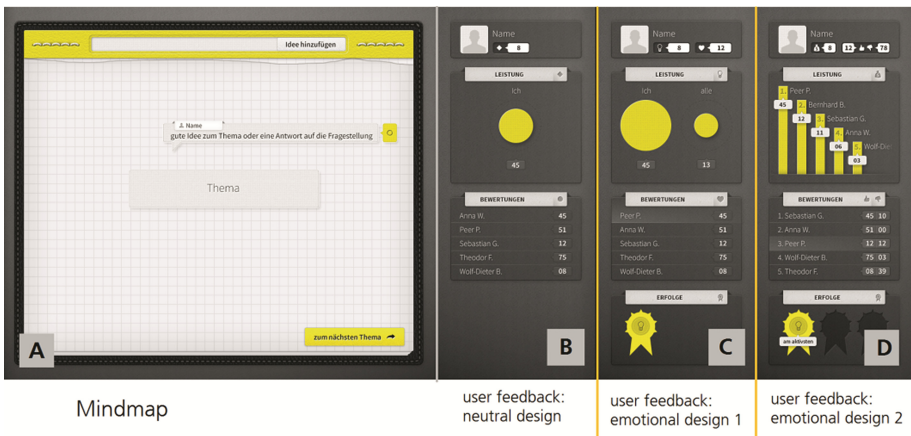 Idee hinzufügen
Name
gute Idee zum Thema oder eine Antwort auf die Fragestellung
Thema
zum nächsten Thema
A
Mindmap
Name
8
LEISTUNG
Ich
45
BEWERTUNGEN
Anna W. 45
Peer P. 51
Sebastian G. 12
Theodor F. 75
Wolf-Dieter B. 08
B
user feedback:
neutral design
Name
8 12
LEISTUNG
Ich alle
45 13
BEWERTUNGEN
Peer P. 45
Anna W. 51
Sebastian G. 12
Theodor F. 75
Wolf-Dieter B. 08
ERFOLGE
C
user feedback:
emotional design 1
Name
8 12 78
LEISTUNG
1. Peer P.
45 2. Bernhard B.
12 3. Sebastian G.
11 4. Anna W.
06 5. Wolf-Dieter
03
BEWERTUNGEN
1. Sebastian G. 45 10
2. Anna W. 51 00
3. Peer P. 12 12
4. Wolf-Dieter B. 75 03
5. Theodor F. 08 39
ERFOLGE
am aktivsten
D
user feedback:
emotional design 2